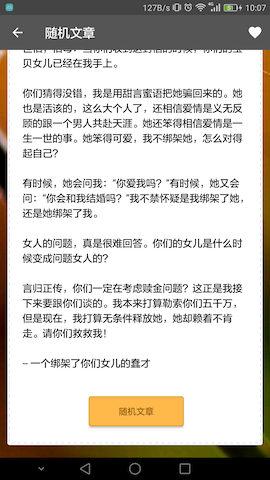 127B/s 10:07
随机文章
贝女儿已经在我手上。
你们猜得没错，我是用甜言蜜语把她骗回来的。她
也是活该的，这么大个人了，还相信爱情是义无反
顾的跟一个男人共赴天涯。她还笨得相信爱情是一
生一世的事。她笨得可爱，我不绑架她，怎么对得
起自己？
有时候，她会问我：“你爱我吗？”有时候，她又会
问：“你会和我结婚吗？”我不禁怀疑是我绑架了她，
还是她绑架了我。
女人的问题，真是很难回答。你们的女儿是什么时
候变成问题女人的？
言归正传，你们一定在考虑赎金问题？这正是我接
下来要跟你们谈的。我本来打算勒索你们五千万，
但是现在，我打算无条件释放她，她却赖着不肯
走。请你们救救我！
– 一个绑架了你们女儿的蠢才
随机文章